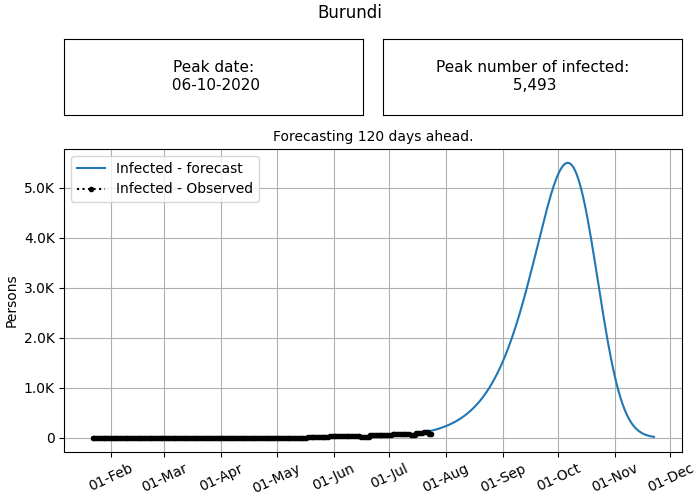 Burundi
Peak date:
06-10-2020
Peak number of infected:
5,493
Forecasting 120 days ahead.
Infected - forecast
Infected - Observed
5.0K
4.0K
3.0K
2.0K
1.0K
0
Persons
01-Feb
01-Mar
01-Apr
01-May
01-Jun
01-Jul
01-Aug
01-Sep
01-Oct
01-Nov
01-Dec